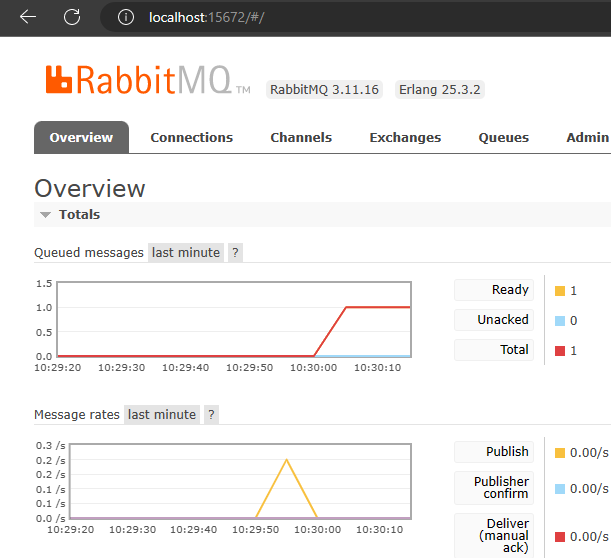 localhost:15672/#/
RabbitMQ TM RabbitMQ 3.11.16 Erlang 25.3.2
Overview Connections Channels Exchanges Queues Admin
Overview
Totals
Queued messages last minute ?
1.5
1.0
0.5
0.0
10:29:20 10:29:30 10:29:40 10:29:50 10:30:00 10:30:10
Ready 1
Unacked 0
Total 1
Message rates last minute ?
0.3 /s
0.2 /s
0.2 /s
0.1 /s
0.1 /s
0.0 /s
10:29:20 10:29:30 10:29:40 10:29:50 10:30:00 10:30:10
Publish 0.00/s
Publisher
confirm 0.00/s
Deliver
(manual
ack) 0.00/s